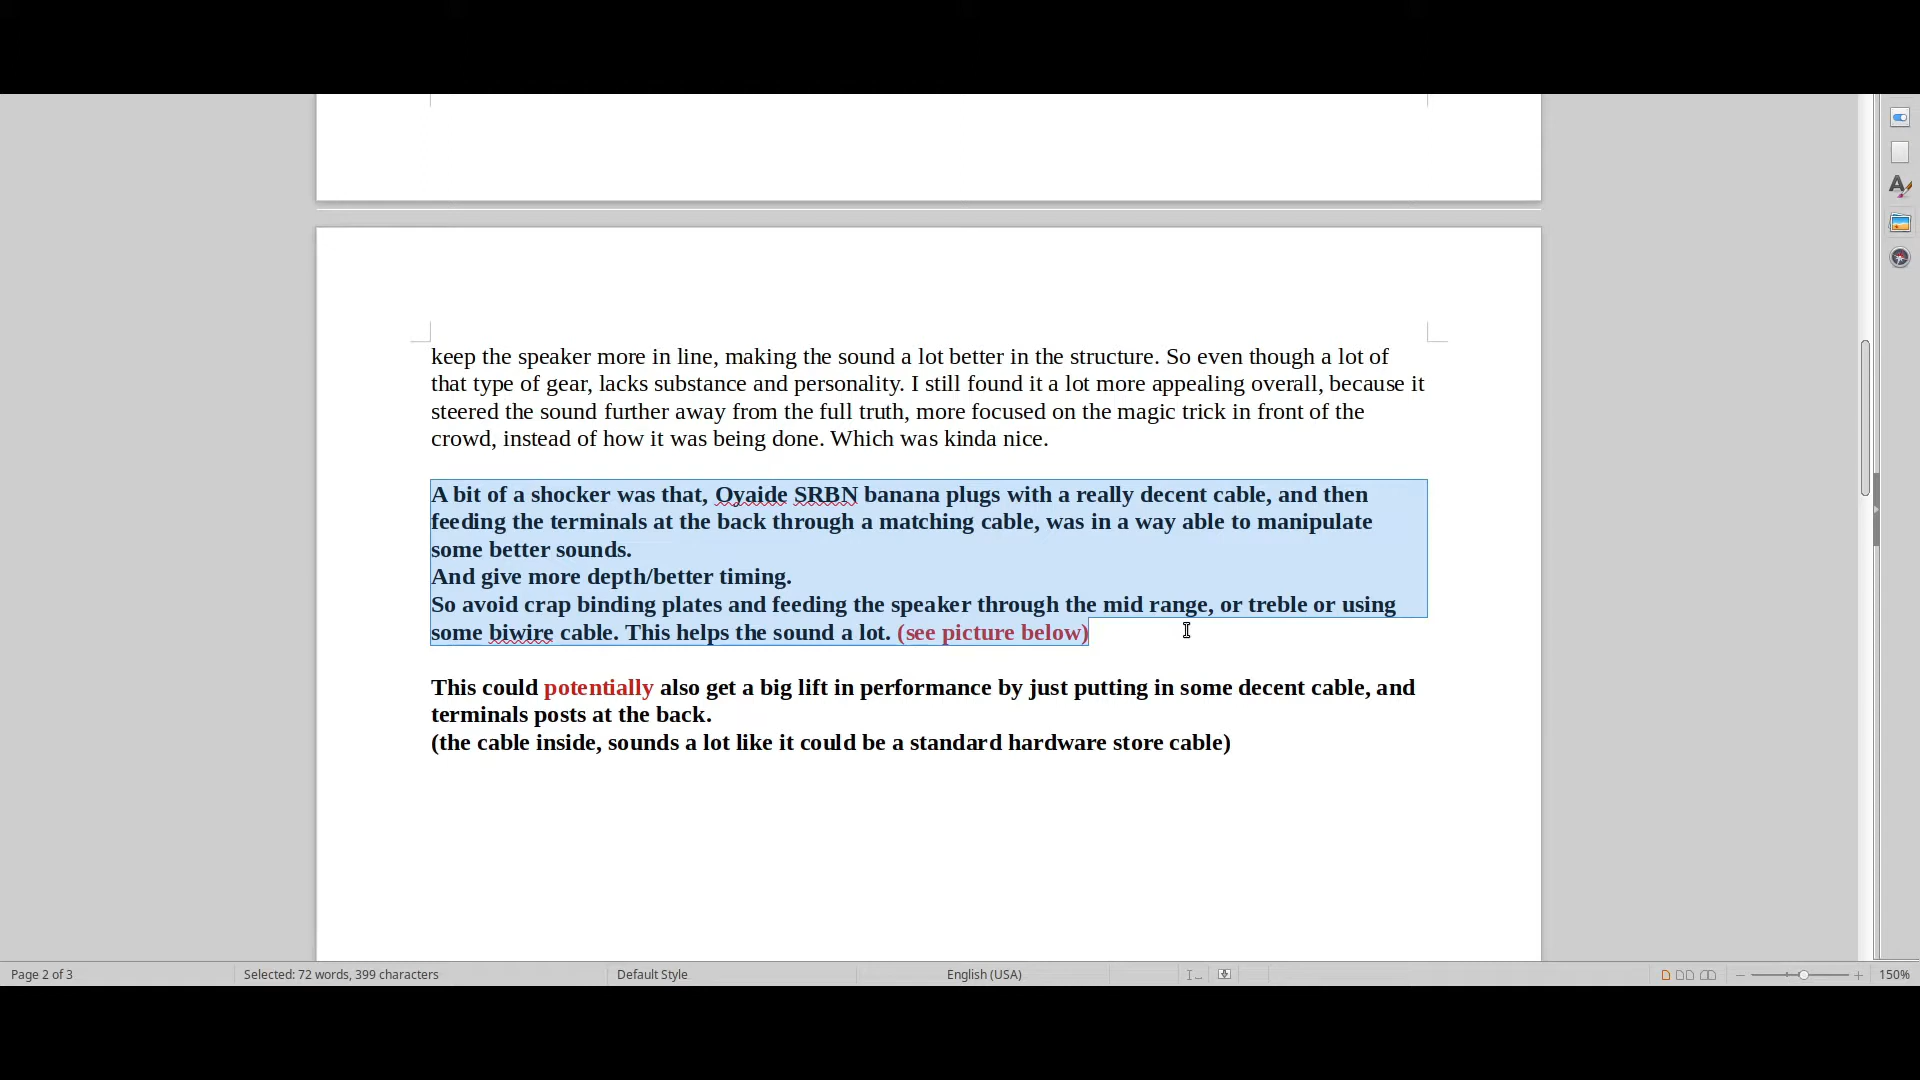 keep the speaker more in line, making the sound a lot better in the structure. So even though a lot of
that type of gear, lacks substance and personality. I still found it a lot more appealing overall, because it
steered the sound further away from the full truth, more focused on the magic trick in front of the
crowd, instead of how it was being done. Which was kinda nice.
A bit of a shocker was that, Oyaide SRBN banana plugs with a really decent cable, and then
feeding the terminals at the back through a matching cable, was in a way able to manipulate
some better sounds.
And give more depth/better timing.
So avoid crap binding plates and feeding the speaker through the mid range, or treble or using
some biwire cable. This helps the sound a lot. (see picture below)
This could potentially also get a big lift in performance by just putting in some decent cable, and
terminals posts at the back.
(the cable inside, sounds a lot like it could be a standard hardware store cable)
Page 2 of 3
Selected: 72 words, 399 characters
Default Style
English (USA)
150%